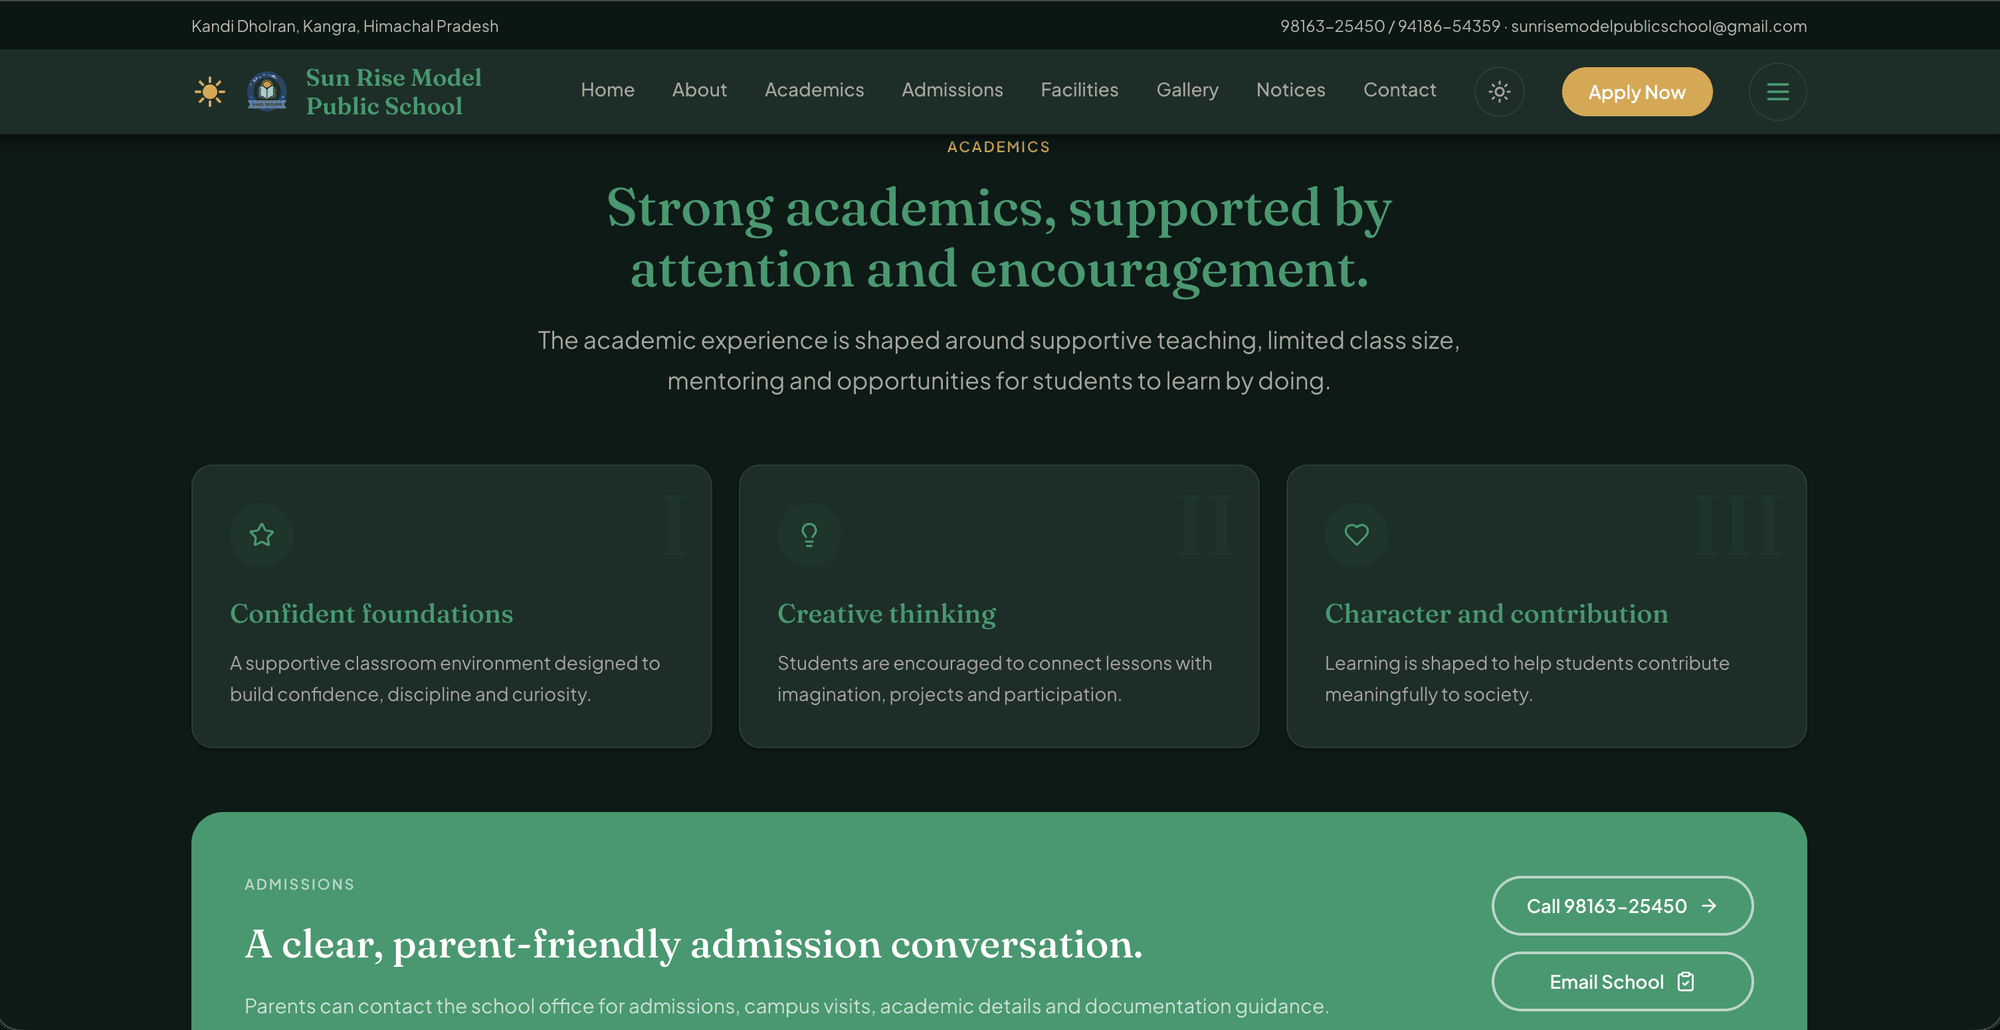 Kandi Dholran, Kangra, Himachal Pradesh
98163-25450 / 94186-54359 · sunrisemodelpublicschool@gmail.com
Sun Rise Model
Public School
Home About Academics Admissions Facilities Gallery Notices Contact
Apply Now
ACADEMICS
Strong academics, supported by
attention and encouragement.
The academic experience is shaped around supportive teaching, limited class size,
mentoring and opportunities for students to learn by doing.
I
Confident foundations
A supportive classroom environment designed to
build confidence, discipline and curiosity.
II
Creative thinking
Students are encouraged to connect lessons with
imagination, projects and participation.
III
Character and contribution
Learning is shaped to help students contribute
meaningfully to society.
ADMISSIONS
A clear, parent-friendly admission conversation.
Parents can contact the school office for admissions, campus visits, academic details and documentation guidance.
Call 98163-25450
Email School